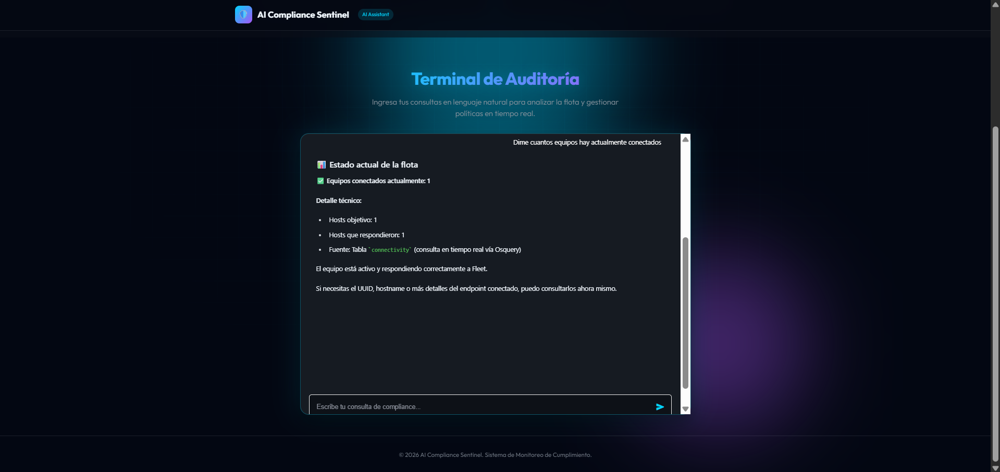 AI Compliance Sentinel AI Assistant
Terminal de Auditoría
Ingresa tus consultas en lenguaje natural para analizar la flota y gestionar
políticas en tiempo real.
Dime cuantos equipos hay actualmente conectados
📊 Estado actual de la flota
✅ Equipos conectados actualmente: 1
Detalle técnico:
• Hosts objetivo: 1
• Hosts que respondieron: 1
• Fuente: Tabla `connectivity` (consulta en tiempo real vía Osquery)
El equipo está activo y respondiendo correctamente a Fleet.
Si necesitas el UUID, hostname o más detalles del endpoint conectado, puedo consultarlos ahora mismo.
Escribe tu consulta de compliance...
© 2026 AI Compliance Sentinel. Sistema de Monitoreo de Cumplimiento.